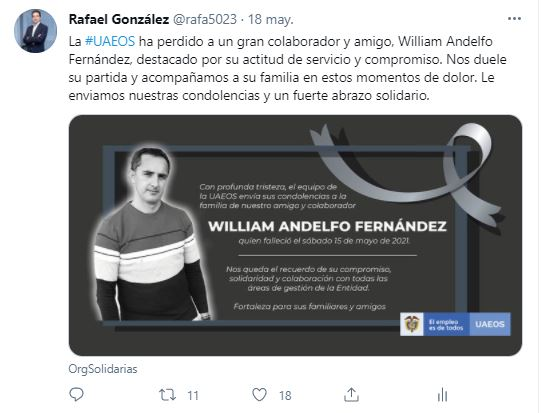 Rafael González @rafa5023 · 18 may.
La #UAEOS ha perdido a un gran colaborador y amigo, William Andelfo
Fernández, destacado por su actitud de servicio y compromiso. Nos duele
su partida y acompañamos a su familia en estos momentos de dolor. Le
enviamos nuestras condolencias y un fuerte abrazo solidario.
Con profunda tristeza, el equipo de
la UAEOS envía sus condolencias a la
familia de nuestro amigo y colaborador
WILLIAM ANDELFO FERNÁNDEZ
quien falleció el sábado 15 de mayo de 2021.
Nos queda el recuerdo de su compromiso,
solidaridad y colaboración con todas las
áreas de gestión de la Entidad.
Fortaleza para sus familiares y amigos
El empleo
es de todos
UAEOS
OrgSolidarias
11 18